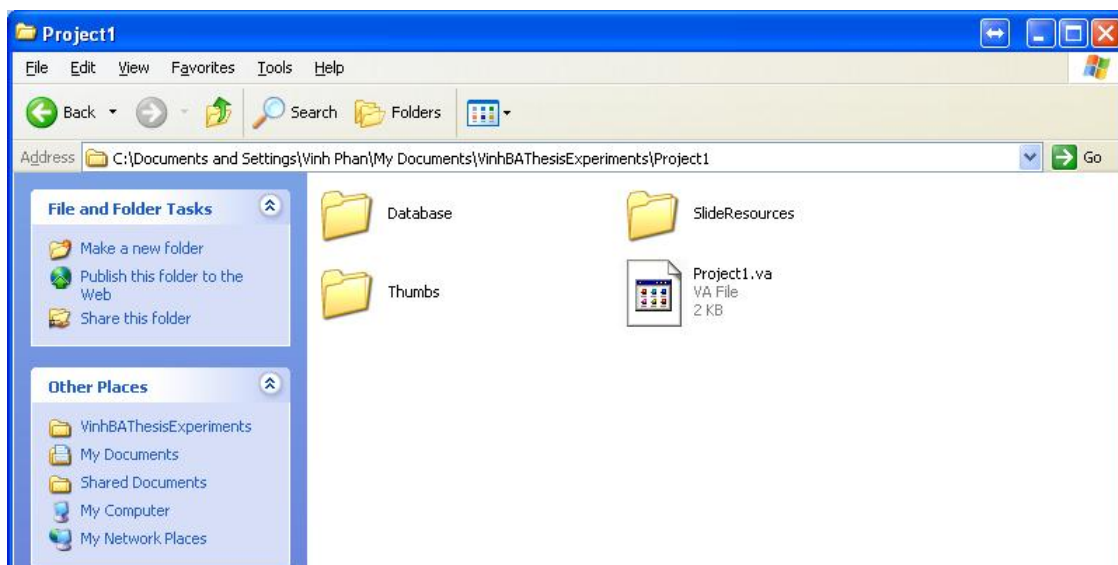 Project1
File Edit View Favorites Tools Help
Back Search Folders
Address C:\Documents and Settings\Vinh Phan\My Documents\VinhBAThesisExperiments\Project1 Go
File and Folder Tasks
Make a new folder
Publish this folder to the
Web
Share this folder
Other Places
VinhBAThesisExperiments
My Documents
Shared Documents
My Computer
My Network Places
Database
SlideResources
Thumbs
Project1.va
VA File
2 KB